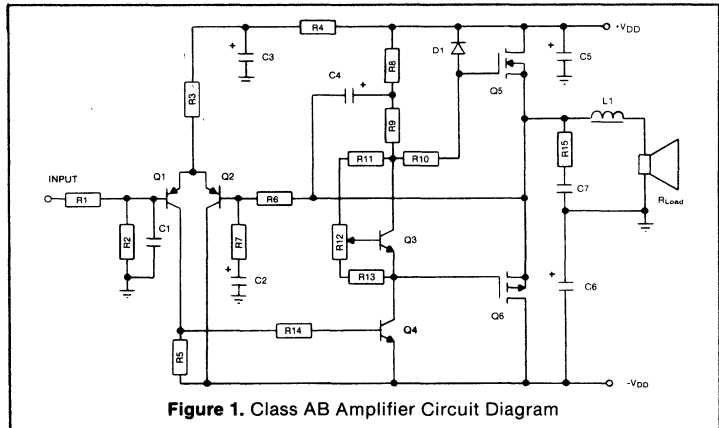 R4
+VDD
C3
R8
D1
C5
C4
Q5
R3
L1
R9
R15
R11
R10
INPUT
Q1
Q2
RLoad
R1
R6
C7
R2
C1
R7
R12
Q3
C2
R13
C6
Q6
R14
Q4
R5
-VDD
Figure 1. Class AB Amplifier Circuit Diagram